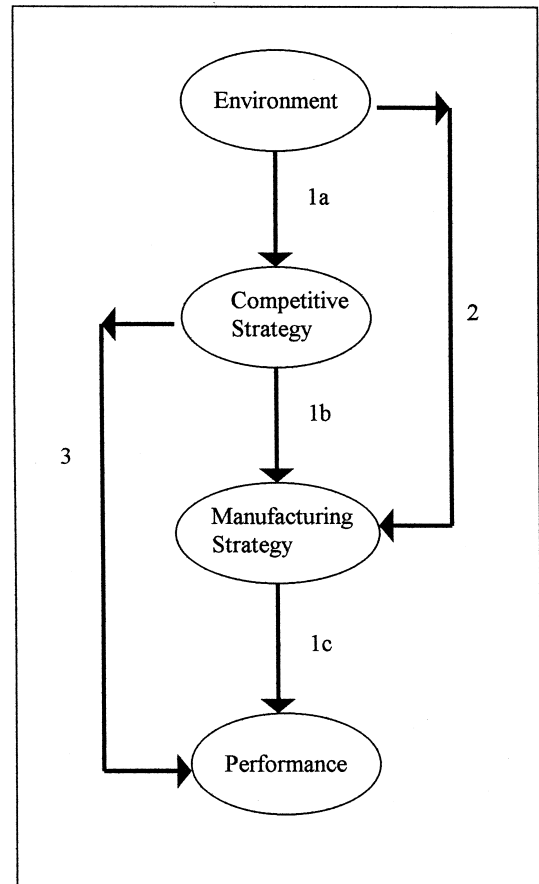 Environment
1a
Competitive
Strategy
2
1b
3
Manufacturing
Strategy
1c
Performance